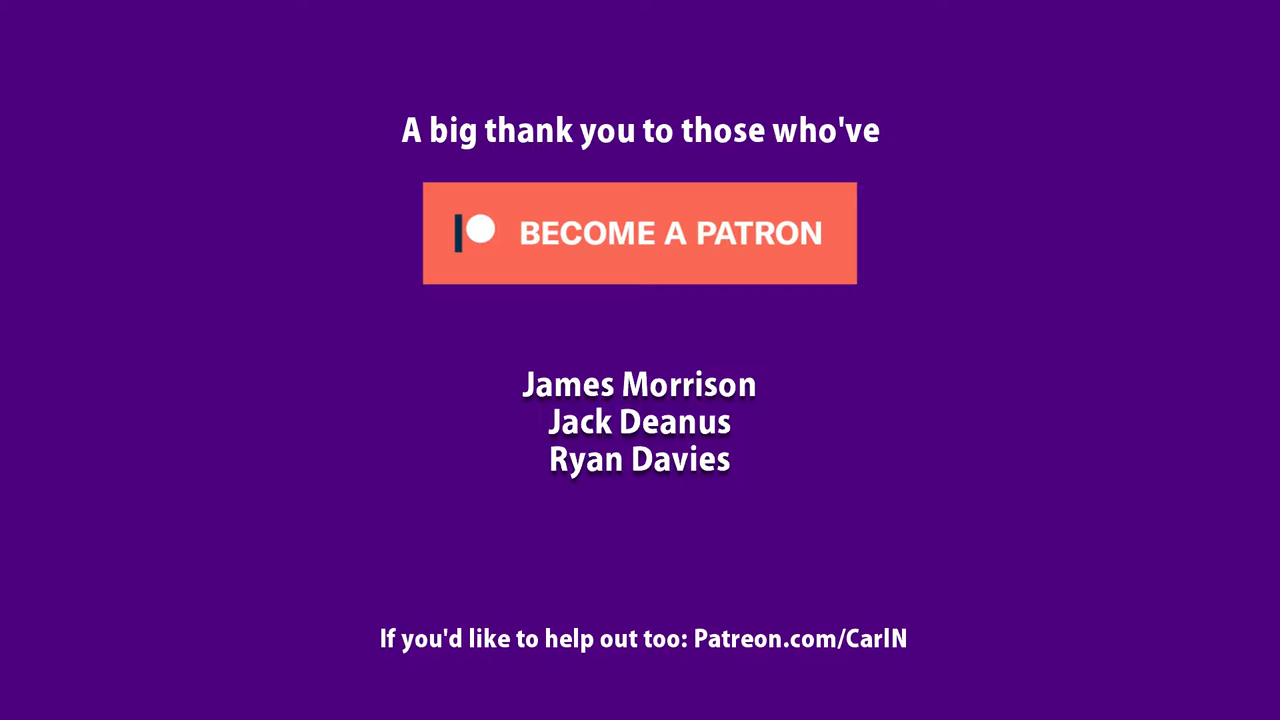 A big thank you to those who've
BECOME A PATRON
James Morrison
Jack Deanus
Ryan Davies
If you'd like to help out too: Patreon.com/CarlN